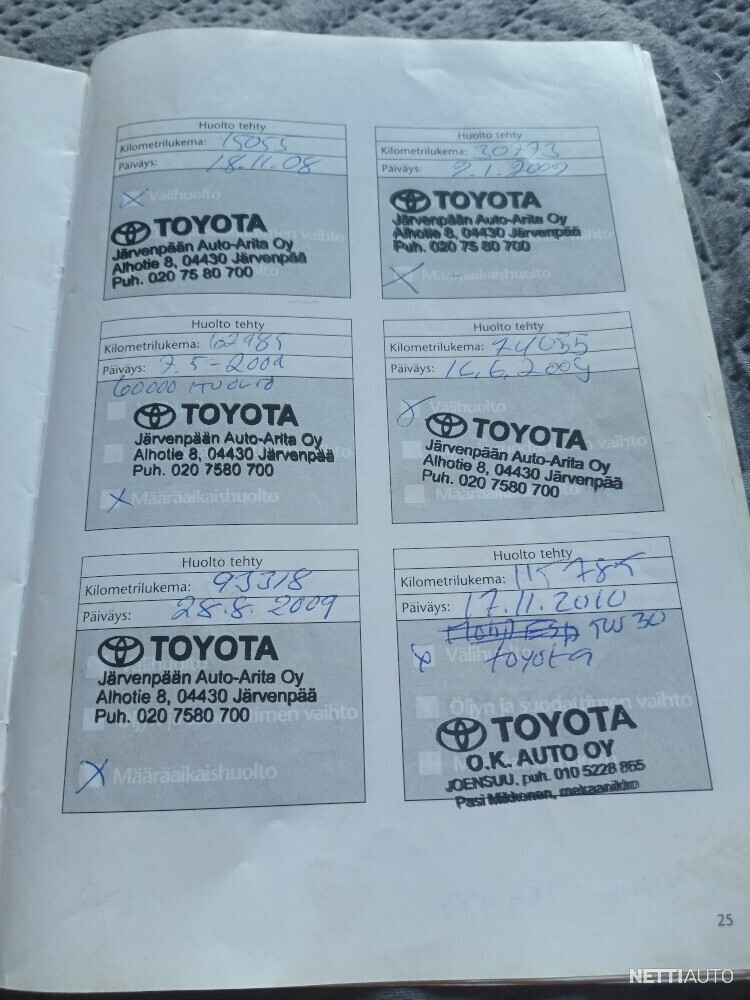 Huolto tehty
Kilometrilukema: 15055
Päiväys: 18.11.08
Välihuolto
TOYOTA
vaihto
Järvenpään Auto-Arita Oy
Alhotie 8, 04430 Järvenpää
Puh. 020 75 80 700
Huolto tehty
Kilometrilukema: 30773
Päiväys: 9.1.2009
TOYOTA
Järvenpään Auto-Arita Oy
Alhotie 8, 04430 Järvenpää
Puh. 020 75 80 700
Määräaikaishuolto
Huolto tehty
Kilometrilukema: 62985
Päiväys: 7.5-2009
60000 HUOLTO
TOYOTA
Järvenpään Auto-Arita Oy
Alhotie 8, 04430 Järvenpää
Puh. 020 7580 700
Määräaikaishuolto
Huolto tehty
Kilometrilukema: 74055
Päiväys: 16.6.2009
Välihuolto
TOYOTA
vaihto
Järvenpään Auto-Arita Oy
Alhotie 8, 04430 Järvenpää
Puh. 020 7580 700
Määräaikaishuolto
Huolto tehty
Kilometrilukema: 93318
Päiväys: 28.8.2009
TOYOTA
Järvenpään Auto-Arita Oy
Alhotie 8, 04430 Järvenpää
Puh. 020 7580 700
vaihto
Määräaikaishuolto
Huolto tehty
Kilometrilukema: 115785
Päiväys: 17.11.2010
5W30
Välihuolto toyota
Öljyn ja suodattimen vaihto
TOYOTA
O.K. AUTO OY
JOENSUU, puh. 010 5228 865
Pasi Mikkonen, mekaanikko
25
NETTIAUTO